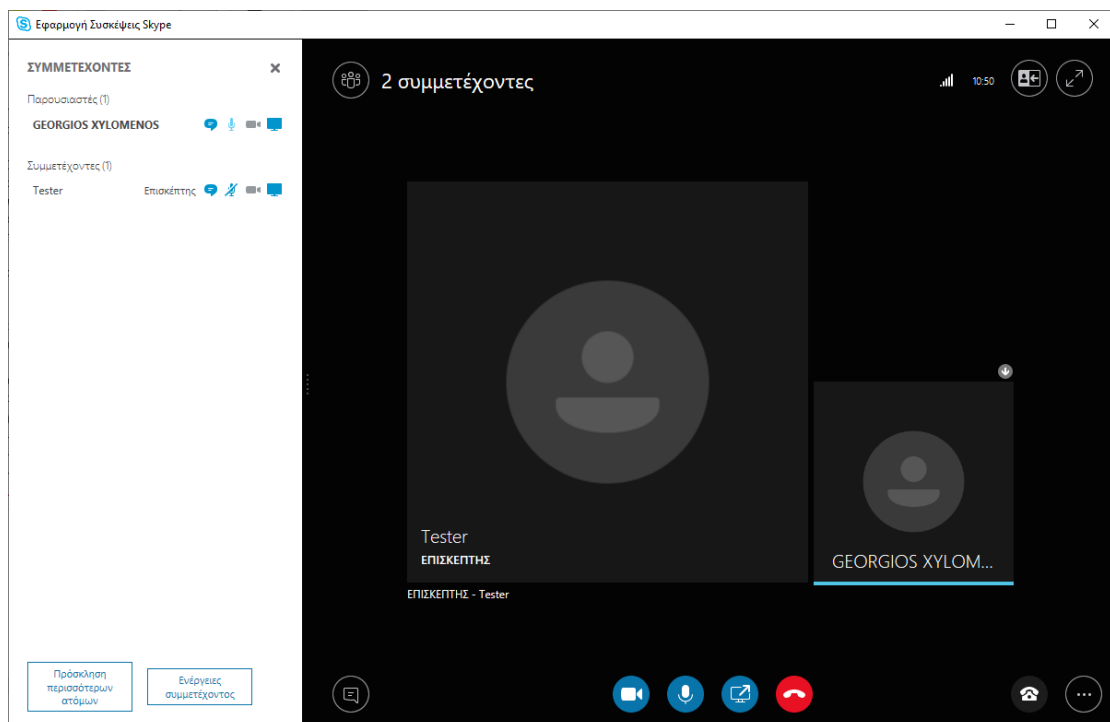 Εφαρμογή Συσκέψεις Skype
ΣΥΜΜΕΤΕΧΟΝΤΕΣ
Παρουσιαστές (1)
GEORGIOS XYLOMENOS
Συμμετέχοντες (1)
Tester Επισκέπτης
Πρόσκληση
περισσότερων
ατόμων
Ενέργειες
συμμετέχοντος
2 συμμετέχοντες
10:50
Tester
ΕΠΙΣΚΕΠΤΗΣ
ΕΠΙΣΚΕΠΤΗΣ - Tester
GEORGIOS XYLOM...